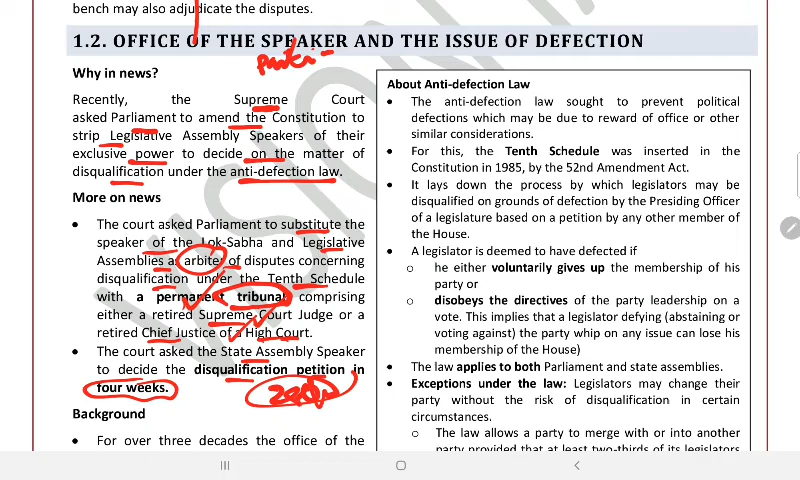 bench may also adjudicate the disputes.
1.2. OFFICE OF THE SPEAKER AND THE ISSUE OF DEFECTION
Why in news?
Recently, the Supreme Court
asked Parliament to amend the Constitution to
strip Legislative Assembly Speakers of their
exclusive power to decide on the matter of
disqualification under the anti-defection law.
More on news
• The court asked Parliament to substitute the
speaker of the Lok-Sabha and Legislative
Assemblies as arbiter of disputes concerning
disqualification under the Tenth Schedule
with a permanent tribunal comprising
either a retired Supreme Court Judge or a
retired Chief Justice of a High Court.
• The court asked the State Assembly Speaker
to decide the disqualification petition in
four weeks.
Background
• For over three decades the office of the
About Anti-defection Law
• The anti-defection law sought to prevent political
defections which may be due to reward of office or other
similar considerations.
• For this, the Tenth Schedule was inserted in the
Constitution in 1985, by the 52nd Amendment Act.
• It lays down the process by which legislators may be
disqualified on grounds of defection by the Presiding Officer
of a legislature based on a petition by any other member of
the House.
• A legislator is deemed to have defected if
o he either voluntarily gives up the membership of his
party or
o disobeys the directives of the party leadership on a
vote. This implies that a legislator defying (abstaining or
voting against) the party whip on any issue can lose his
membership of the House)
• The law applies to both Parliament and state assemblies.
• Exceptions under the law: Legislators may change their
party without the risk of disqualification in certain
circumstances.
o The law allows a party to merge with or into another
party provided that at least two-thirds of its legislators